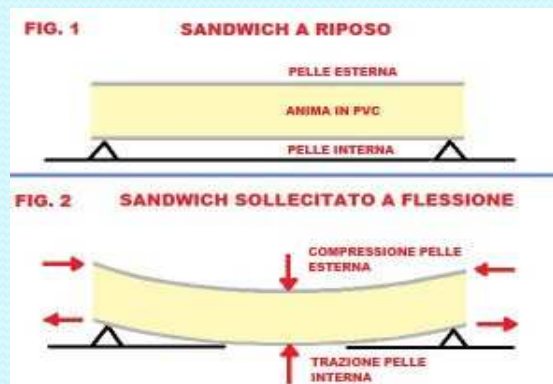 FIG. 1 SANDWICH A RIPOSO
PELLE ESTERNA
ANIMA IN PVC
PELLE INTERNA
FIG. 2 SANDWICH SOLLECITATO A FLESSIONE
COMPRESSIONE PELLE
ESTERNA
TRAZIONE PELLE
INTERNA